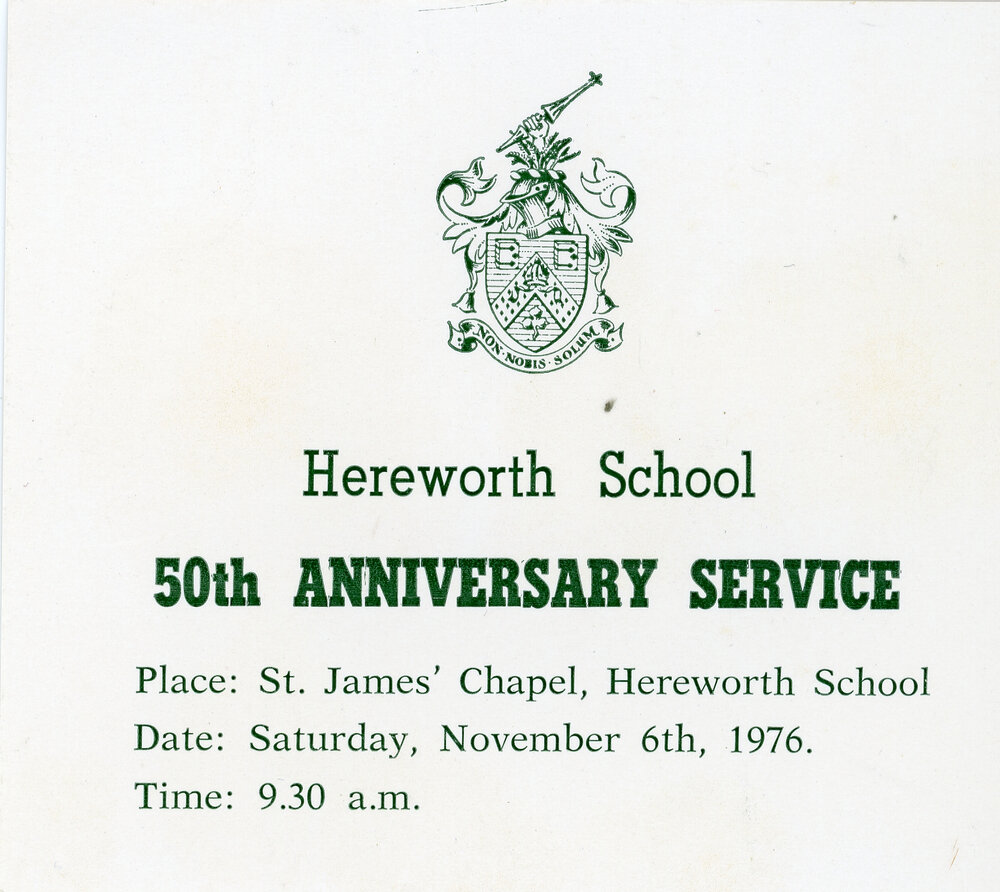 NON · NOBIS · SOLUM
Hereworth School
50th ANNIVERSARY SERVICE
Place: St. James' Chapel, Hereworth School
Date: Saturday, November 6th, 1976.
Time: 9.30 a.m.